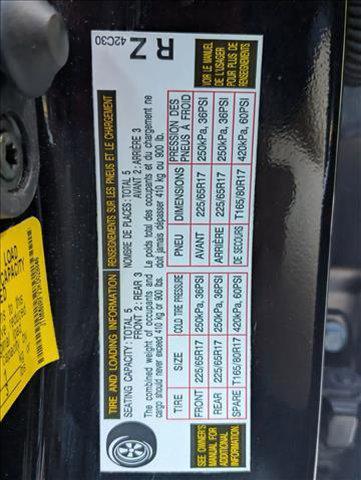 TIRE AND LOADING INFORMATION
SEATING CAPACITY: TOTAL 5
FRONT 2: REAR 3
The combined weight of occupants and
cargo should never exceed 410 kg or 900 lb.
TIRE SIZE COLD TIRE PRESSURE
FRONT 225/65R17 250kPa, 36PSI
REAR 225/65R17 250kPa, 36PSI
SPARE T165/80R17 420kPa, 60PSI
SEE OWNER'S
MANUAL FOR
ADDITIONAL
INFORMATION
RENSEIGNEMENTS SUR LES PNEUS ET LE CHARGEMENT
NOMBRE DE PLACES: TOTAL 5
AVANT 2: ARRIÈRE 3
Le poids total des occupants et du chargement ne
doit jamais dépasser 410 kg ou 900 lb.
PNEU DIMENSIONS PRESSION DES
PNEUS À FROID
AVANT 225/65R17 250kPa, 36PSI
ARRIÈRE 225/65R17 250kPa, 36PSI
DE SECOURS T165/80R17 420kPa, 60PSI
VOIR LE MANUEL
DE L'USAGER
POUR PLUS DE
RENSEIGNEMENTS
42C30
R Z
LOAD
CAPACITY